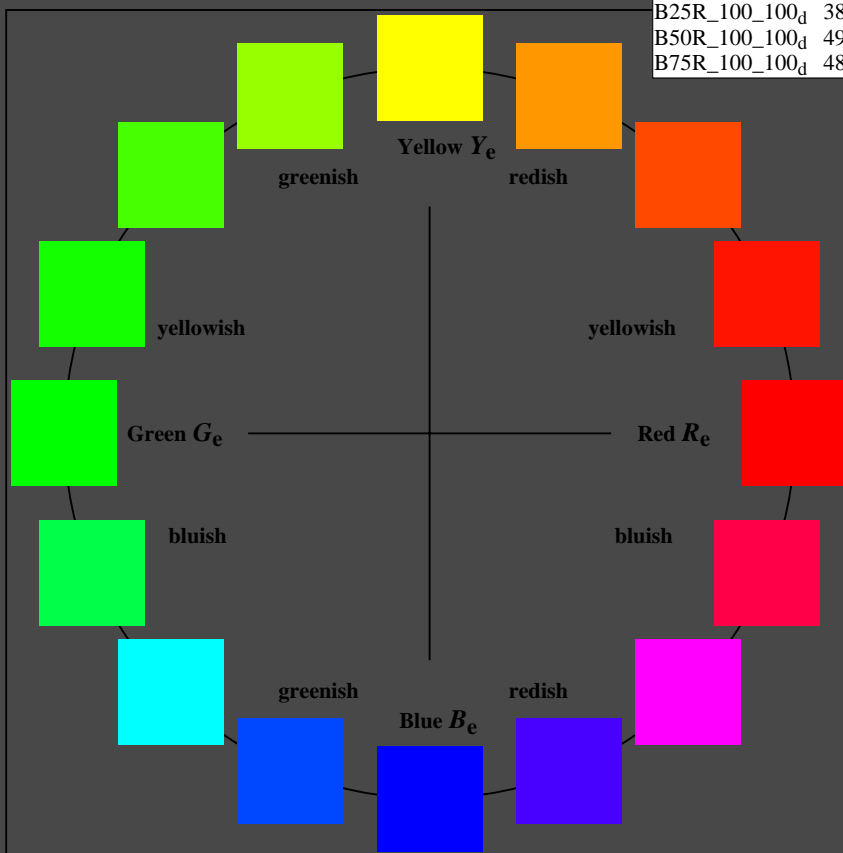 B25R_100_100d 38
B50R_100_100d 49
B75R_100_100d 48
Yellow Ye
greenish redish
yellowish yellowish
Green Ge Red Re
bluish bluish
greenish redish
Blue Be